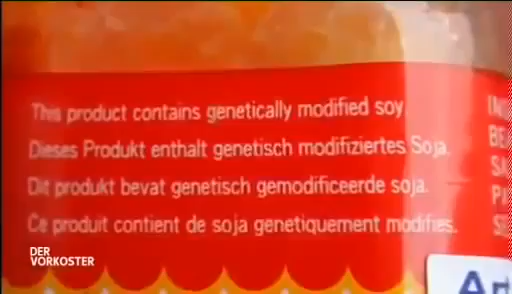 This product contains genetically modified soy
Dieses Produkt enthalt genetisch modifiziertes Soja.
Dit produkt bevat genetisch gemodificeerde soja.
Ce produit contient de soja genetiquement modifies.
DER
VORKOSTER